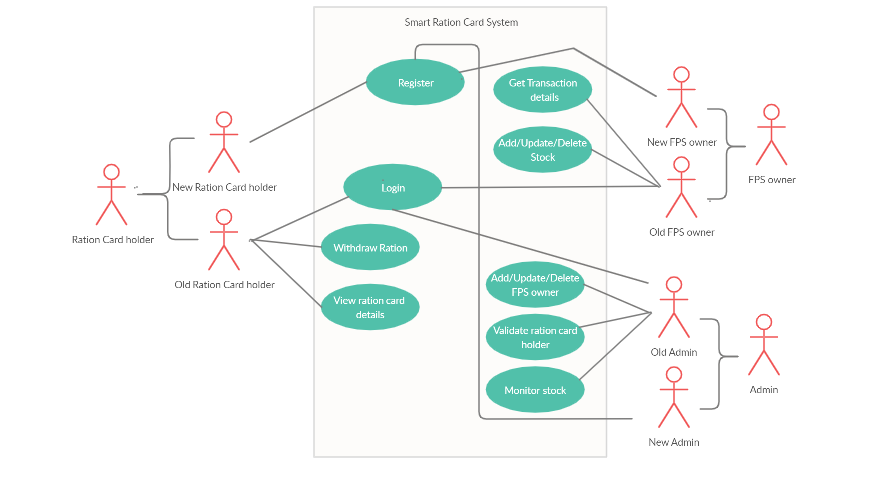 Smart Ration Card System
Register
Get Transaction
details
New FPS owner
Add/Update/Delete
Stock
FPS owner
New Ration Card holder
Login
Ration Card holder
Old FPS owner
Withdraw Ration
Old Ration Card holder
Add/Update/Delete
FPS owner
View ration card
details
Validate ration card
holder
Old Admin
Monitor stock
Admin
New Admin